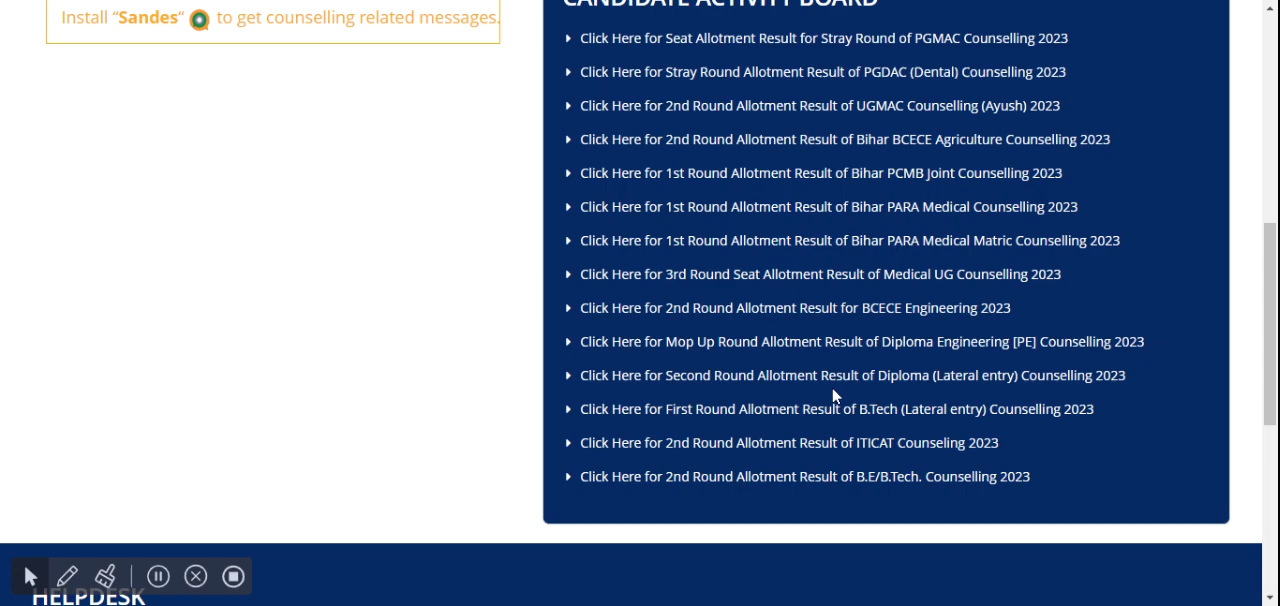 Install “Sandes“ to get counselling related messages.
CANDIDATE ACTIVITY BOARD
Click Here for Seat Allotment Result for Stray Round of PGMAC Counselling 2023
Click Here for Stray Round Allotment Result of PGDAC (Dental) Counselling 2023
Click Here for 2nd Round Allotment Result of UGMAC Counselling (Ayush) 2023
Click Here for 2nd Round Allotment Result of Bihar BCECE Agriculture Counselling 2023
Click Here for 1st Round Allotment Result of Bihar PCMB Joint Counselling 2023
Click Here for 1st Round Allotment Result of Bihar PARA Medical Counselling 2023
Click Here for 1st Round Allotment Result of Bihar PARA Medical Matric Counselling 2023
Click Here for 3rd Round Seat Allotment Result of Medical UG Counselling 2023
Click Here for 2nd Round Allotment Result for BCECE Engineering 2023
Click Here for Mop Up Round Allotment Result of Diploma Engineering [PE] Counselling 2023
Click Here for Second Round Allotment Result of Diploma (Lateral entry) Counselling 2023
Click Here for First Round Allotment Result of B.Tech (Lateral entry) Counselling 2023
Click Here for 2nd Round Allotment Result of ITICAT Counseling 2023
Click Here for 2nd Round Allotment Result of B.E/B.Tech. Counselling 2023
HELPDESK